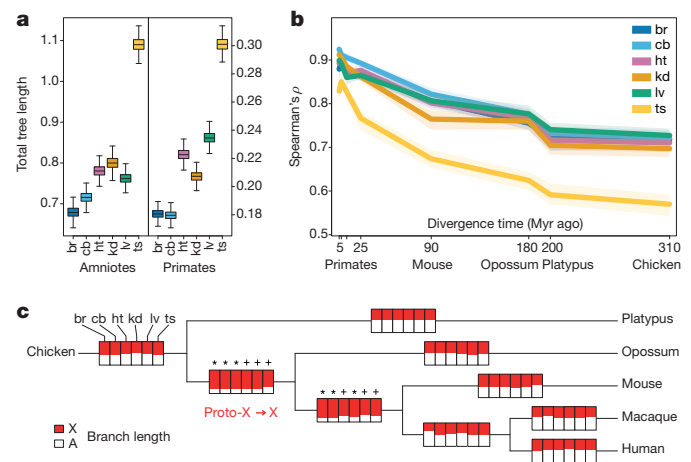 a
Total tree length
1.1
1.0
0.9
0.8
0.7
br cb ht kd lv ts
Amniotes
br cb ht kd lv ts
Primates
0.30
0.28
0.26
0.24
0.22
0.20
0.18
b
Spearman's ρ
0.9
0.8
0.7
0.6
0.5
br
cb
ht
kd
lv
ts
Divergence time (Myr ago)
5 25 90 180 200 310
Primates Mouse Opossum Platypus Chicken
c
br cb ht kd lv ts
Chicken
Platypus
Opossum
* * * + + +
Proto-X → X
* * + * + +
Mouse
Macaque
Human
X
A
Branch length